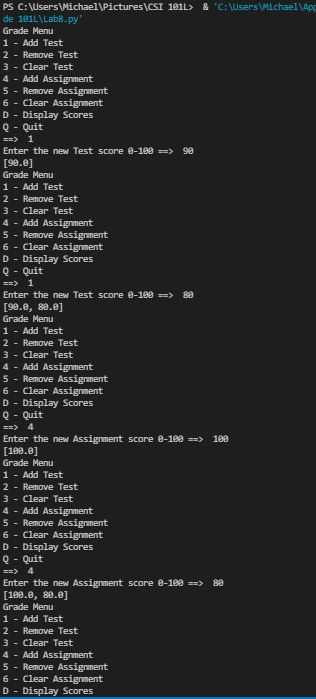 PS C:\Users\Michael\Pictures\CSI 101L>  & 'C:\Users\Michael\App
de 101L\Lab8.py'
Grade Menu
1 - Add Test
2 - Remove Test
3 - Clear Test
4 - Add Assignment
5 - Remove Assignment
6 - Clear Assignment
D - Display Scores
Q - Quit
==>  1
Enter the new Test score 0-100 ==>  90
[90.0]
Grade Menu
1 - Add Test
2 - Remove Test
3 - Clear Test
4 - Add Assignment
5 - Remove Assignment
6 - Clear Assignment
D - Display Scores
Q - Quit
==>  1
Enter the new Test score 0-100 ==>  80
[90.0, 80.0]
Grade Menu
1 - Add Test
2 - Remove Test
3 - Clear Test
4 - Add Assignment
5 - Remove Assignment
6 - Clear Assignment
D - Display Scores
Q - Quit
==>  4
Enter the new Assignment score 0-100 ==>  100
[100.0]
Grade Menu
1 - Add Test
2 - Remove Test
3 - Clear Test
4 - Add Assignment
5 - Remove Assignment
6 - Clear Assignment
D - Display Scores
Q - Quit
==>  4
Enter the new Assignment score 0-100 ==>  80
[100.0, 80.0]
Grade Menu
1 - Add Test
2 - Remove Test
3 - Clear Test
4 - Add Assignment
5 - Remove Assignment
6 - Clear Assignment
D - Display Scores